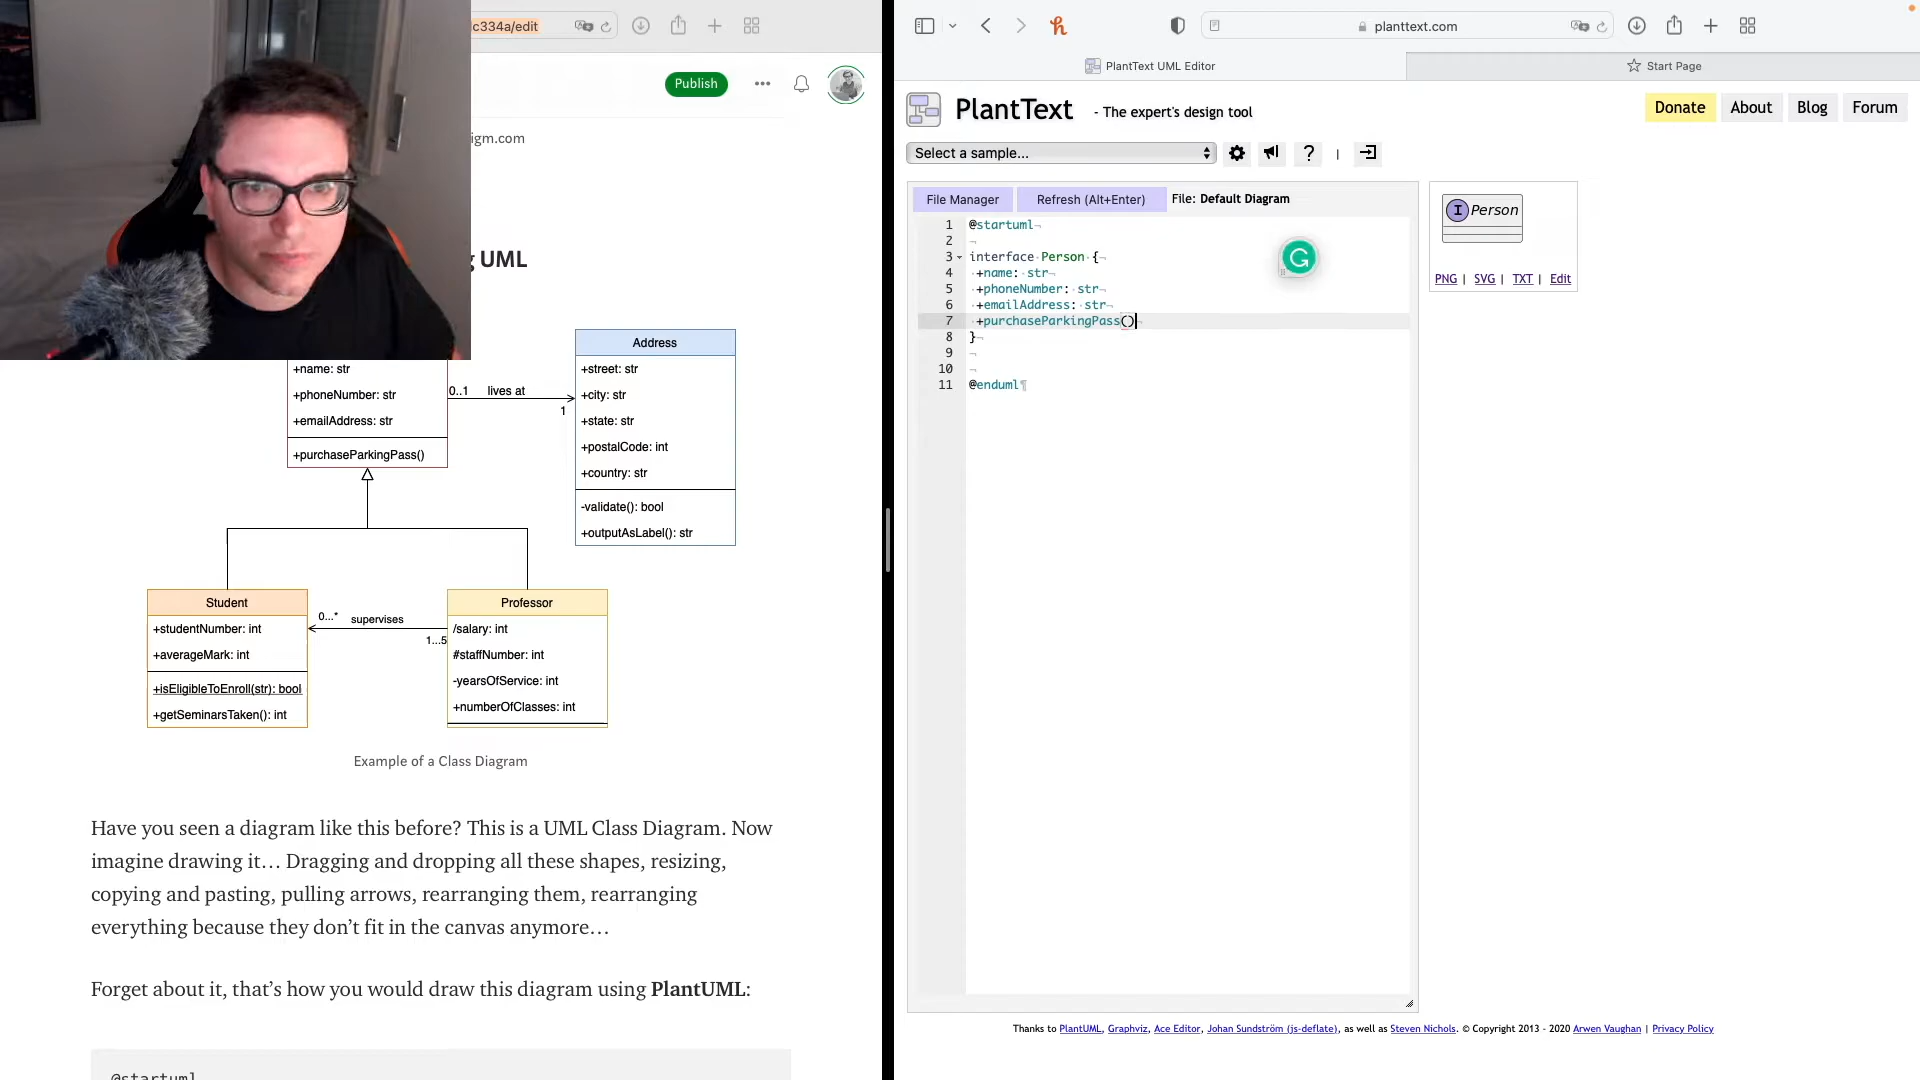 c334a/edit
Publish
igm.com
UML
+name: str
+phoneNumber: str
+emailAddress: str
+purchaseParkingPass()
0..1 lives at
1
Address
+street: str
+city: str
+state: str
+postalCode: int
+country: str
-validate(): bool
+outputAsLabel(): str
Student
+studentNumber: int
+averageMark: int
+isEligibleToEnroll(str): bool
+getSeminarsTaken(): int
0...* supervises
1...5
Professor
/salary: int
#staffNumber: int
-yearsOfService: int
+numberOfClasses: int
Example of a Class Diagram
Have you seen a diagram like this before? This is a UML Class Diagram. Now
imagine drawing it… Dragging and dropping all these shapes, resizing,
copying and pasting, pulling arrows, rearranging them, rearranging
everything because they don’t fit in the canvas anymore…
Forget about it, that’s how you would draw this diagram using PlantUML:
@startuml
planttext.com
PlantText UML Editor
Start Page
PlantText - The expert's design tool
Donate About Blog Forum
Select a sample...
? |
File Manager Refresh (Alt+Enter) File: Default Diagram
1 @startuml
2
3 interface Person {
4 +name: str
5 +phoneNumber: str
6 +emailAddress: str
7 +purchaseParkingPass()
8 }
9
10
11 @enduml
I Person
PNG | SVG | TXT | Edit
Thanks to PlantUML, Graphviz, Ace Editor, Johan Sundström (js-deflate), as well as Steven Nichols. © Copyright 2013 - 2020 Arwen Vaughan | Privacy Policy